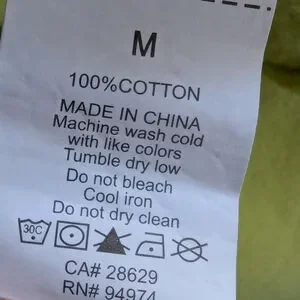 M
100%COTTON
MADE IN CHINA
Machine wash cold
with like colors
Tumble dry low
Do not bleach
Cool iron
Do not dry clean
30C
CA# 28629
RN# 94974